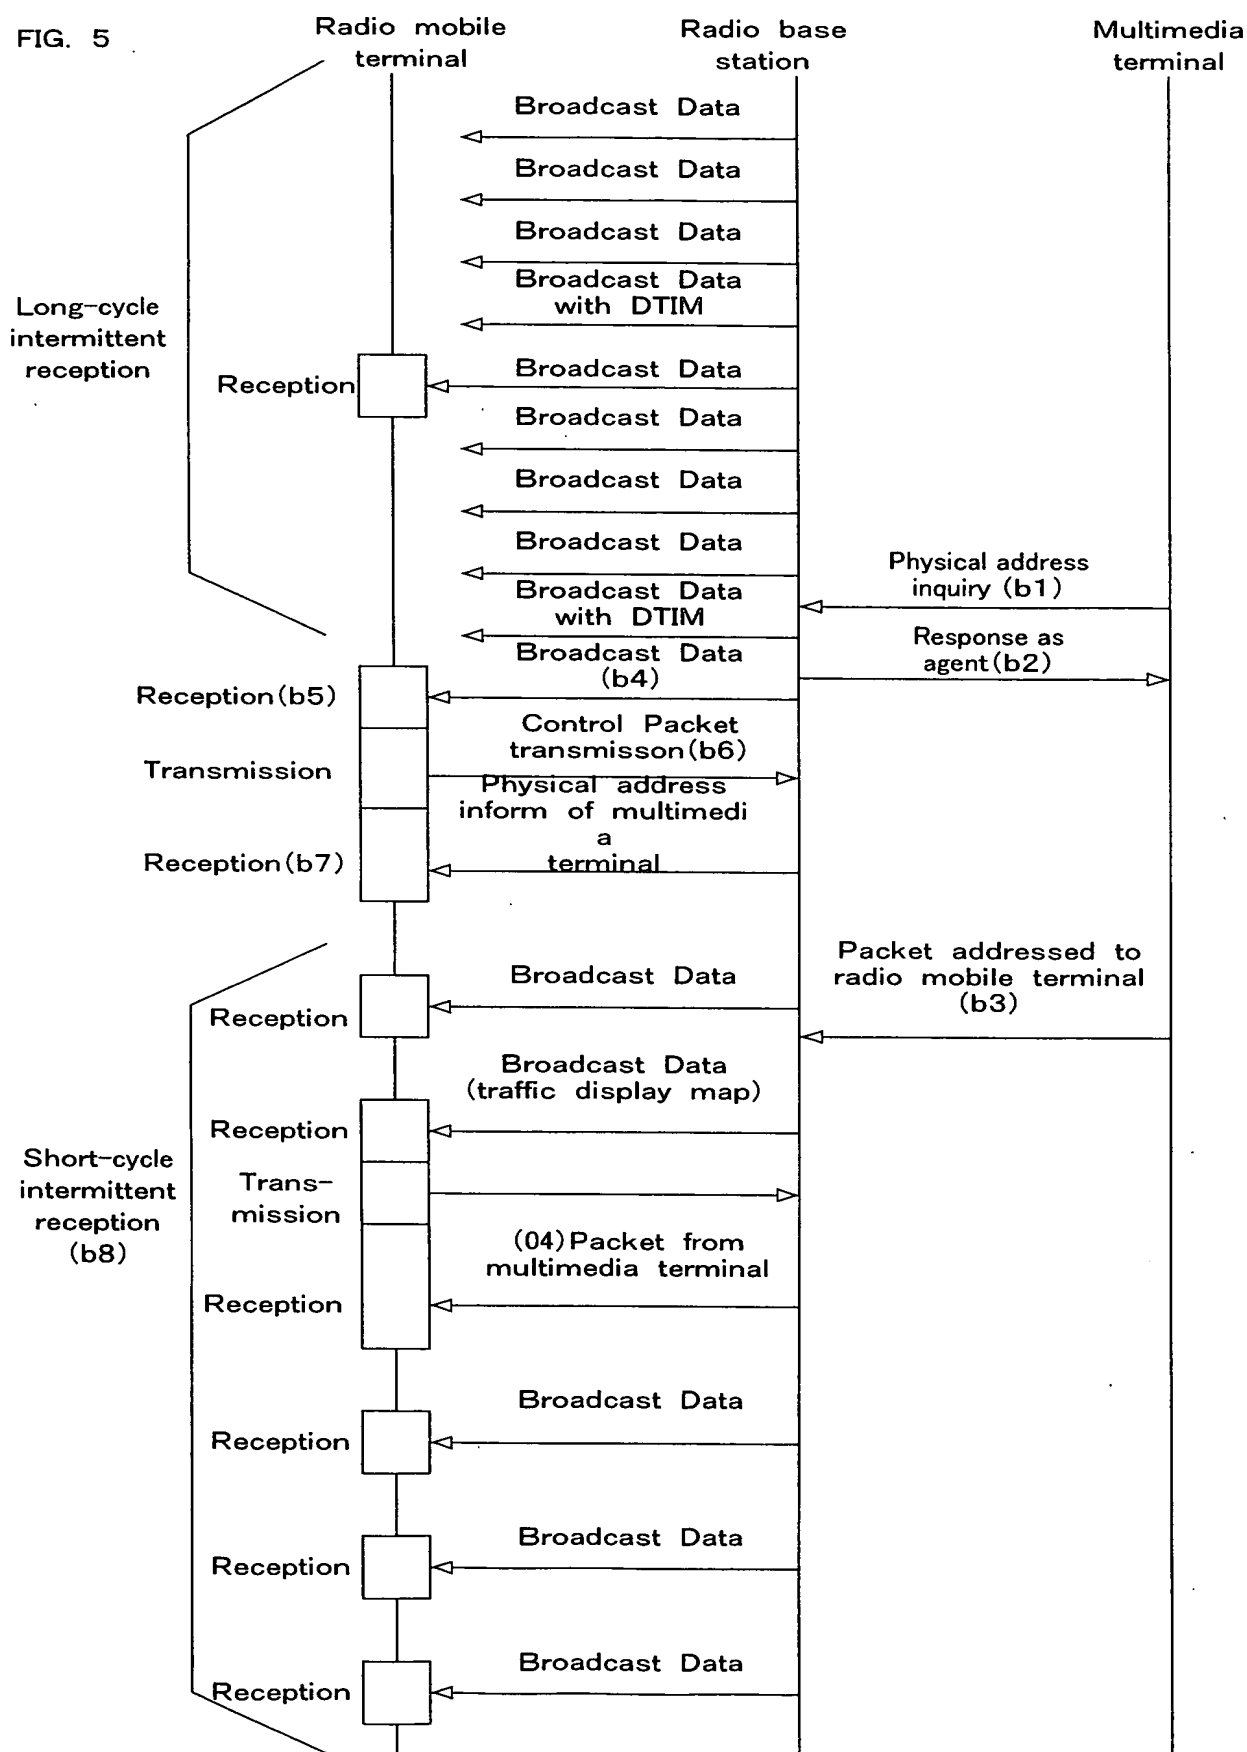 FIG. 5
Radio mobile
terminal
Radio base
station
Multimedia
terminal
Broadcast Data
Broadcast Data
Broadcast Data
Broadcast Data
with DTIM
Long-cycle
intermittent
reception
Reception
Broadcast Data
Broadcast Data
Broadcast Data
Broadcast Data
Physical address
inquiry (b1)
Broadcast Data
with DTIM
Response as
agent(b2)
Broadcast Data
(b4)
Reception(b5)
Control Packet
transmisson(b6)
Transmission
Physical address
inform of multimedi
a
terminal
Reception(b7)
Packet addressed to
radio mobile terminal
(b3)
Broadcast Data
Reception
Broadcast Data
(traffic display map)
Reception
Short-cycle
intermittent
reception
(b8)
Trans-
mission
(04)Packet from
multimedia terminal
Reception
Broadcast Data
Reception
Broadcast Data
Reception
Broadcast Data
Reception